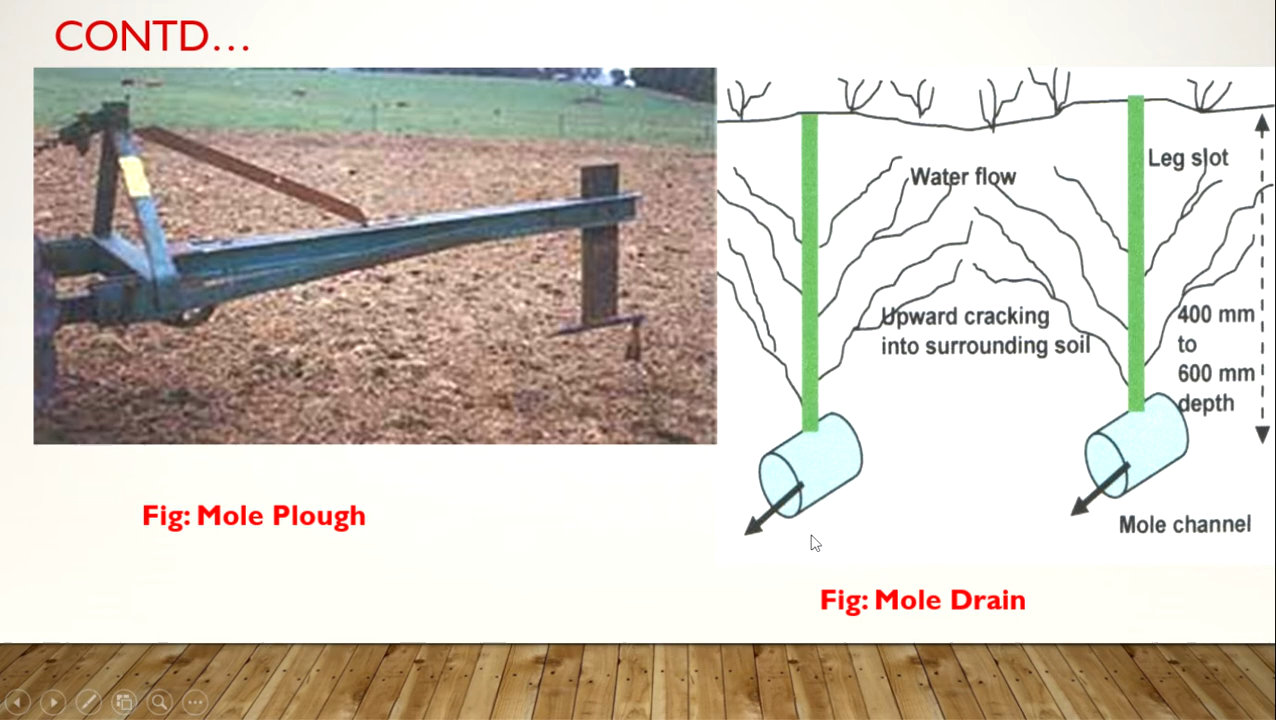 CONTD...
Water flow
Leg slot
Upward cracking
into surrounding soil
400 mm
to
600 mm
depth
Mole channel
Fig: Mole Plough
Fig: Mole Drain